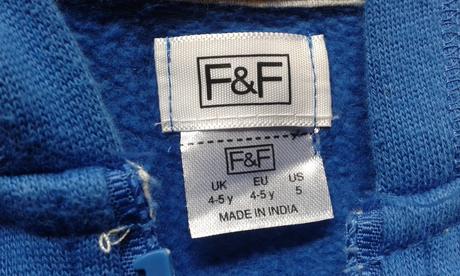 F&F
F&F
UK EU US
4-5 y 4-5 y 5
MADE IN INDIA